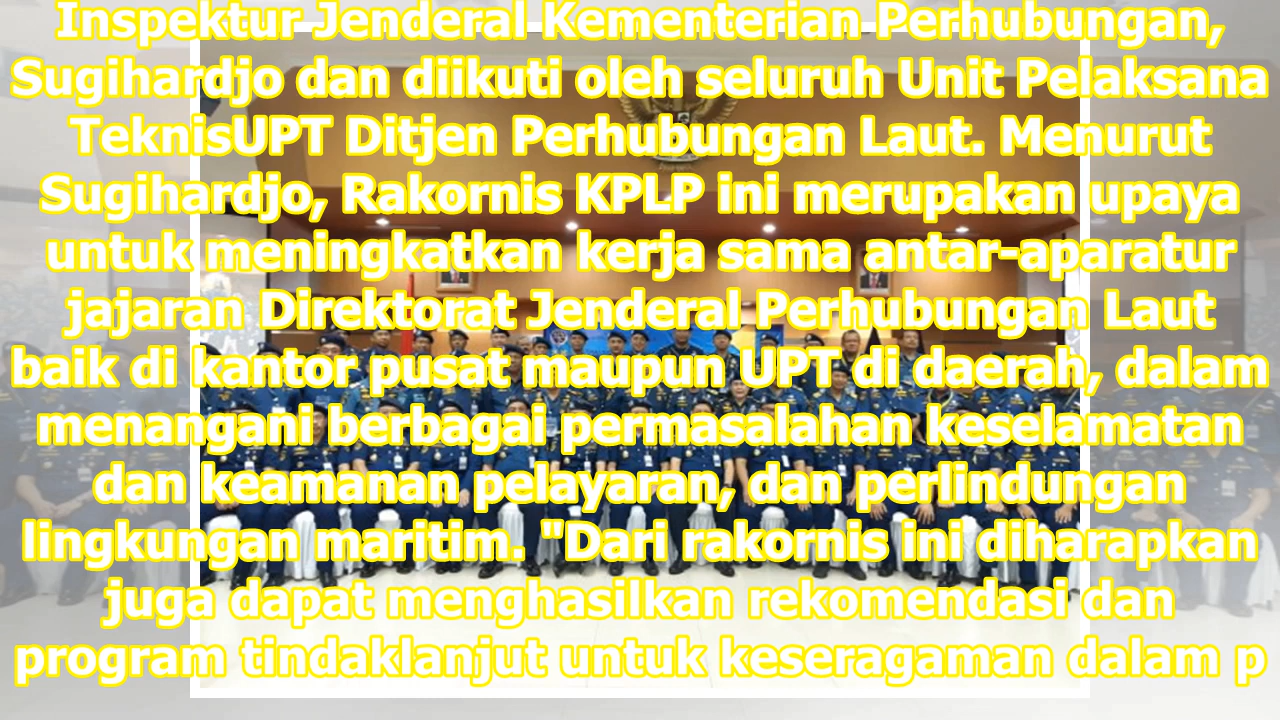 Inspektur Jenderal Kementerian Perhubungan,
Sugihardjo dan diikuti oleh seluruh Unit Pelaksana
TeknisUPT Ditjen Perhubungan Laut. Menurut
Sugihardjo, Rakornis KPLP ini merupakan upaya
untuk meningkatkan kerja sama antar-aparatur
jajaran Direktorat Jenderal Perhubungan Laut
baik di kantor pusat maupun UPT di daerah, dalam
menangani berbagai permasalahan keselamatan
dan keamanan pelayaran, dan perlindungan
lingkungan maritim. "Dari rakornis ini diharapkan
juga dapat menghasilkan rekomendasi dan
program tindaklanjut untuk keseragaman dalam p